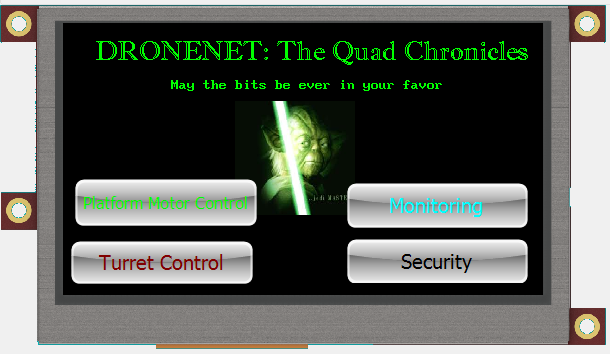 DRONENET: The Quad Chronicles
May the bits be ever in your favor
Platform Motor Control
Monitoring
Turret Control
Security